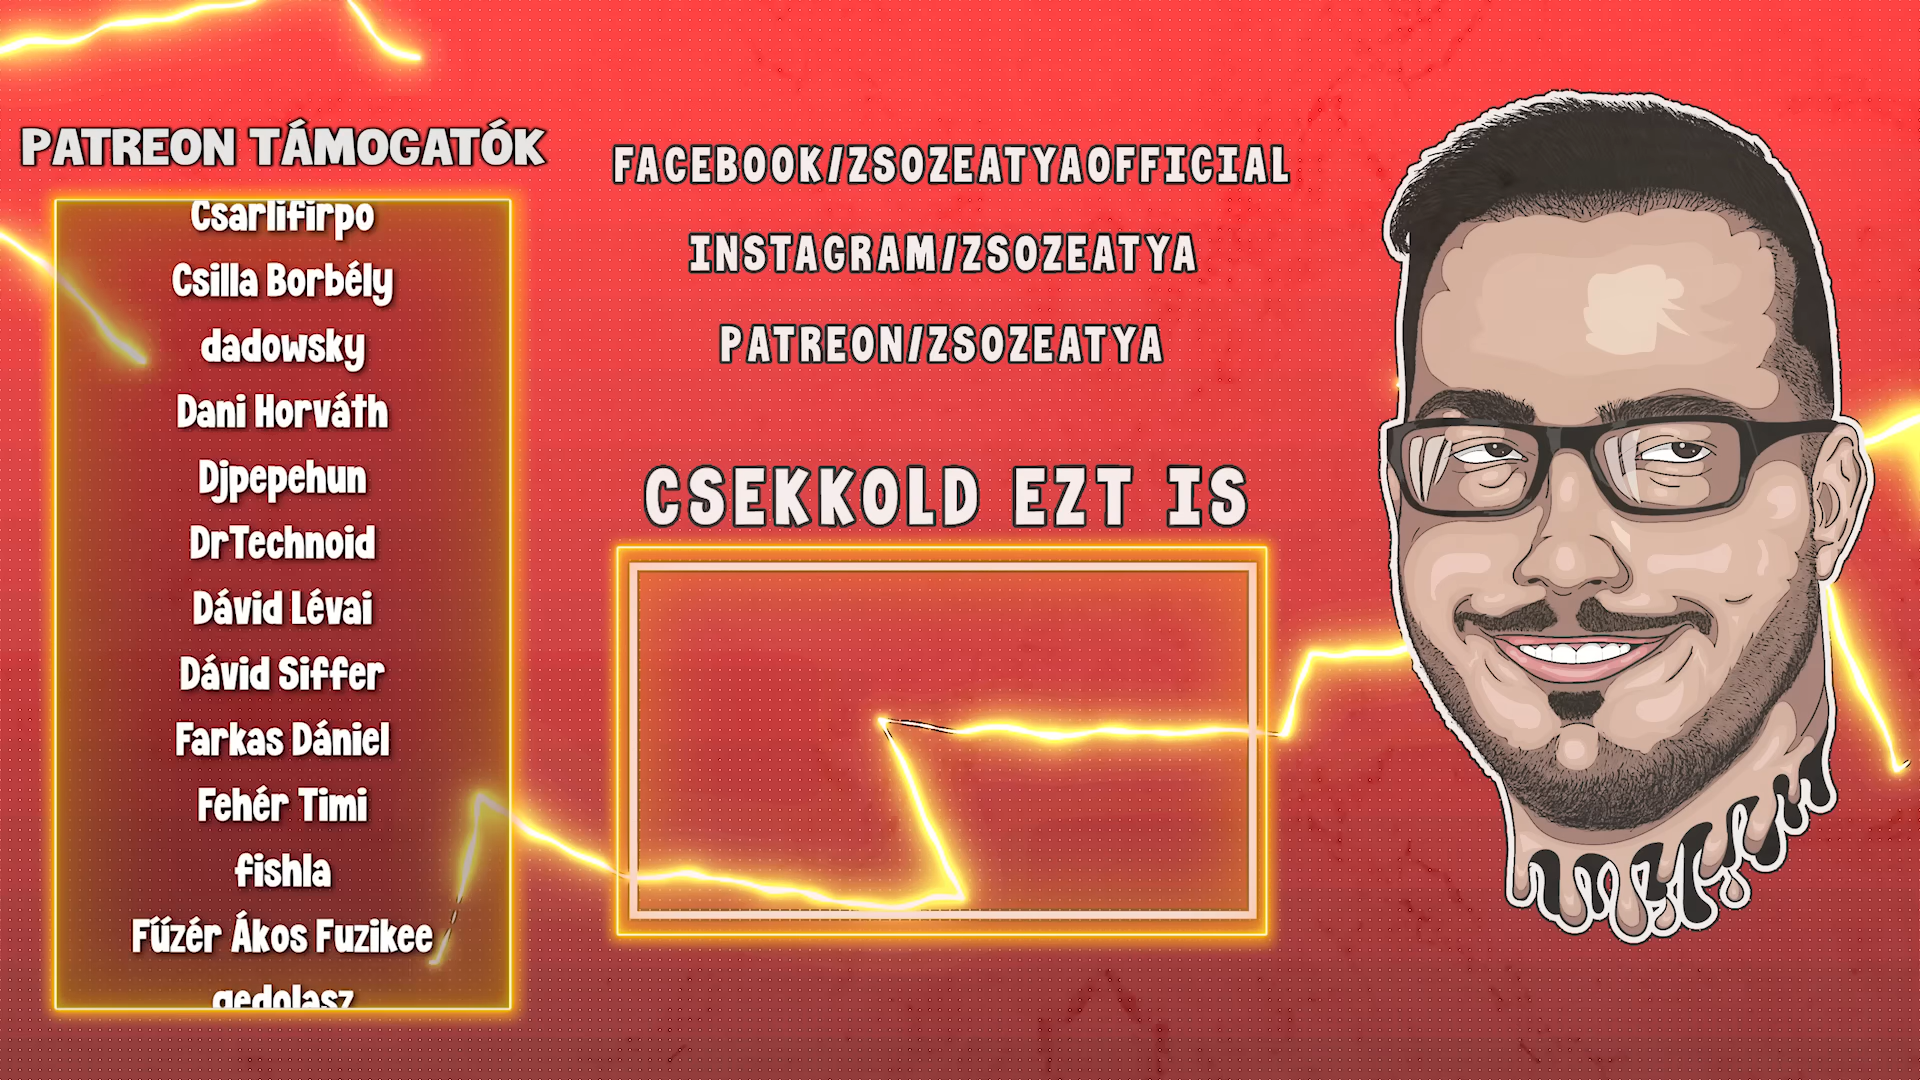 PATREON TÁMOGATÓK
Csarlifirpo
Csilla Borbély
dadowsky
Dani Horváth
Djpepehun
DrTechnoid
Dávid Lévai
Dávid Siffer
Farkas Dániel
Fehér Timi
fishla
Fűzér Ákos Fuzikee
gedolasz
FACEBOOK/ZSOZEATYAOFFICIAL
INSTAGRAM/ZSOZEATYA
PATREON/ZSOZEATYA
CSEKKOLD EZT IS